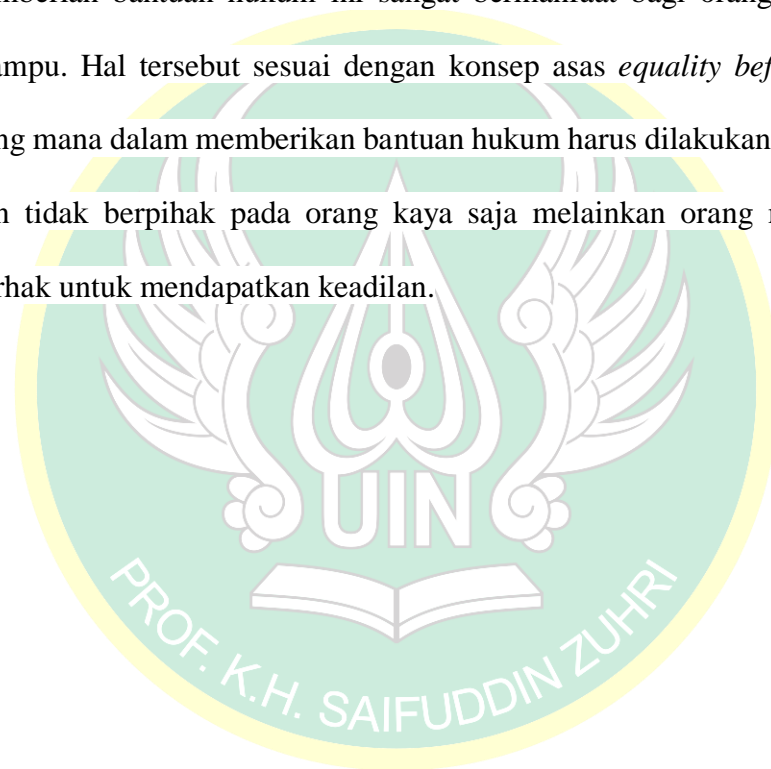 mberian bantuan hukum ini sangat bermanfaat bagi orang
ampu. Hal tersebut sesuai dengan konsep asas equality bef
ng mana dalam memberikan bantuan hukum harus dilakukan
n tidak berpihak pada orang kaya saja melainkan orang
rhak untuk mendapatkan keadilan.
UIN
PROF. K.H. SAIFUDDIN ZUHRI